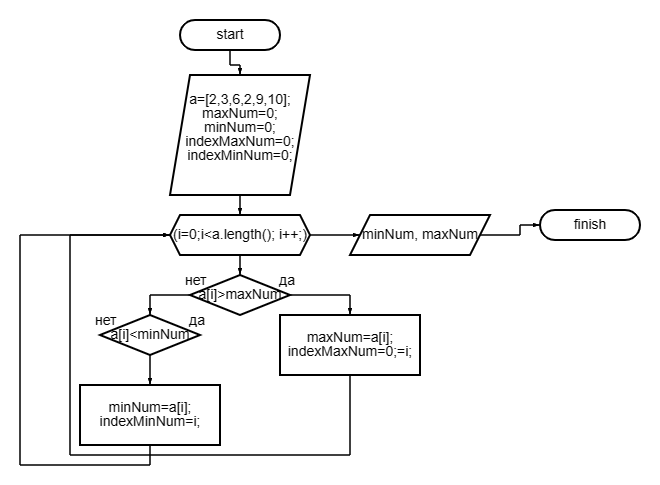 start
a=[2,3,6,2,9,10];
maxNum=0;
minNum=0;
indexMaxNum=0;
indexMinNum=0;
(i=0;i<a.length(); i++;)
minNum, maxNum
finish
нет
да
a[i]>maxNum
нет
да
a[i]<minNum
maxNum=a[i];
indexMaxNum=0;=i;
minNum=a[i];
indexMinNum=i;